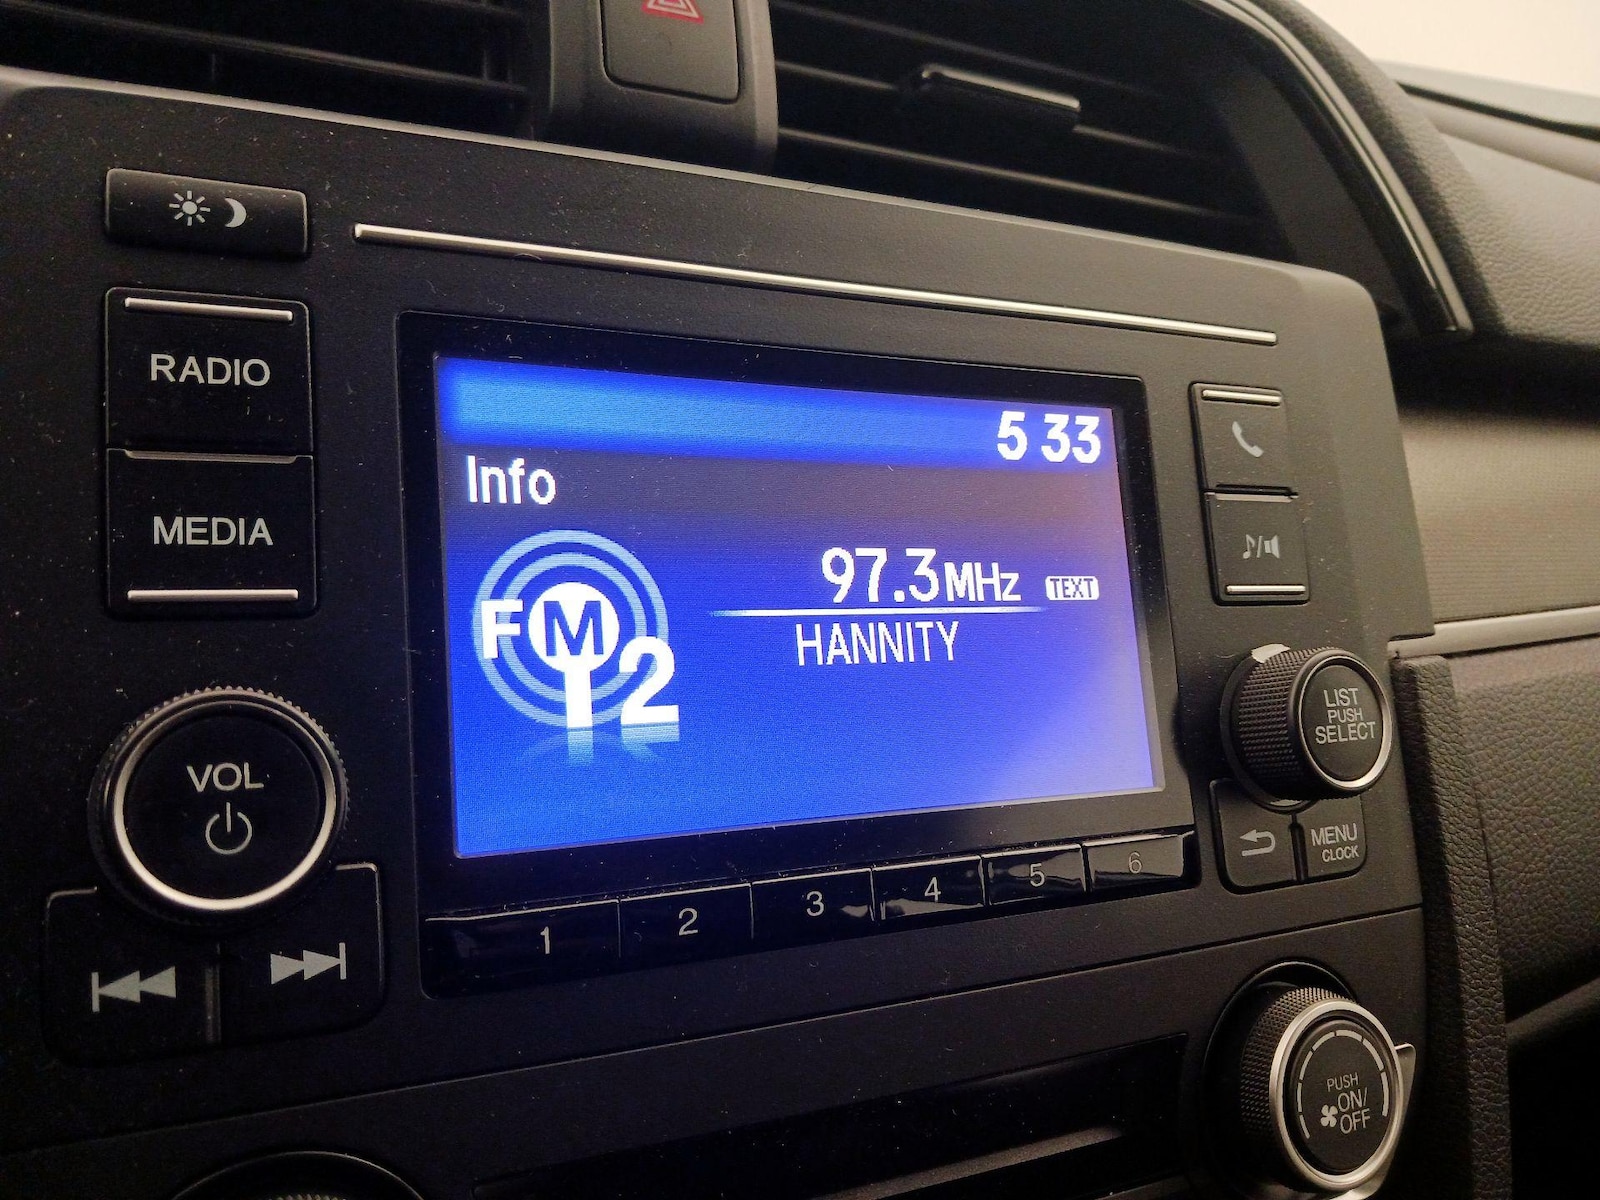 RADIO
MEDIA
VOL
5 33
Info
FM 2
97.3MHz TEXT
HANNITY
1 2 3 4 5 6
LIST
PUSH
SELECT
MENU
CLOCK
PUSH
ON/
OFF